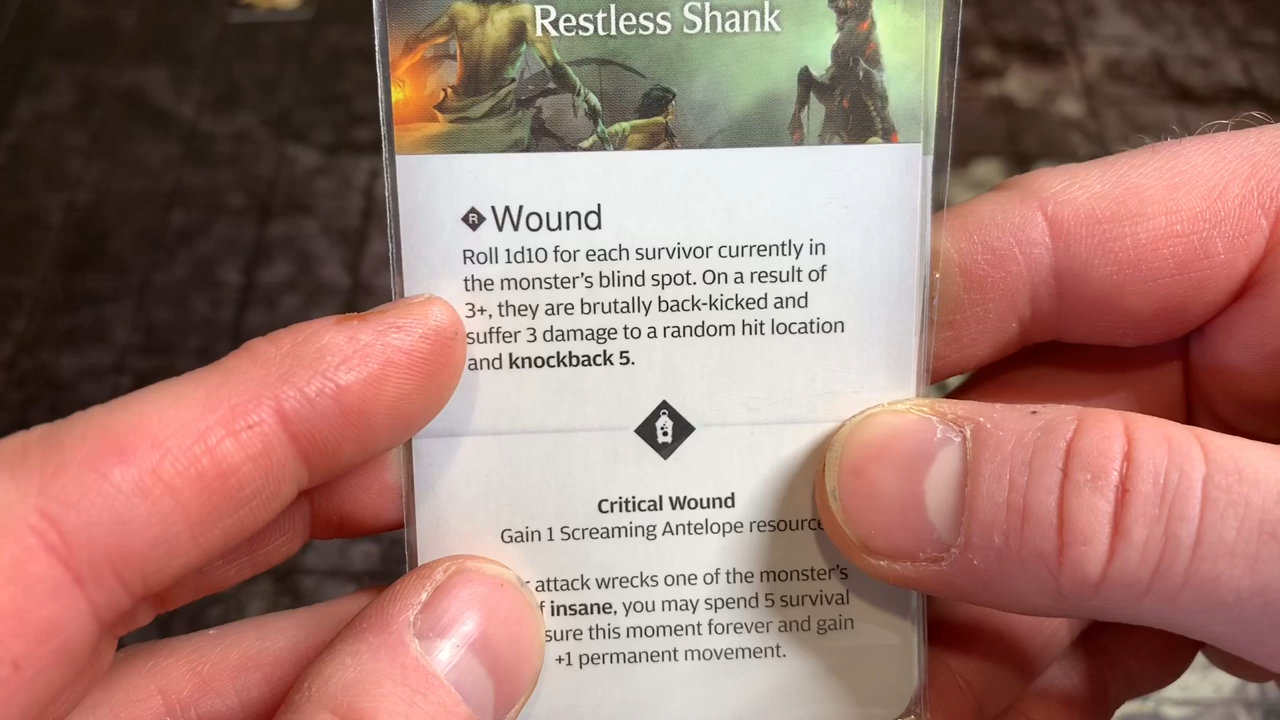 Restless Shank
R Wound
Roll 1d10 for each survivor currently in
the monster's blind spot. On a result of
3+, they are brutally back-kicked and
suffer 3 damage to a random hit location
and knockback 5.
Critical Wound
Gain 1 Screaming Antelope resource
attack wrecks one of the monster's
insane, you may spend 5 survival
this moment forever and gain
+1 permanent movement.